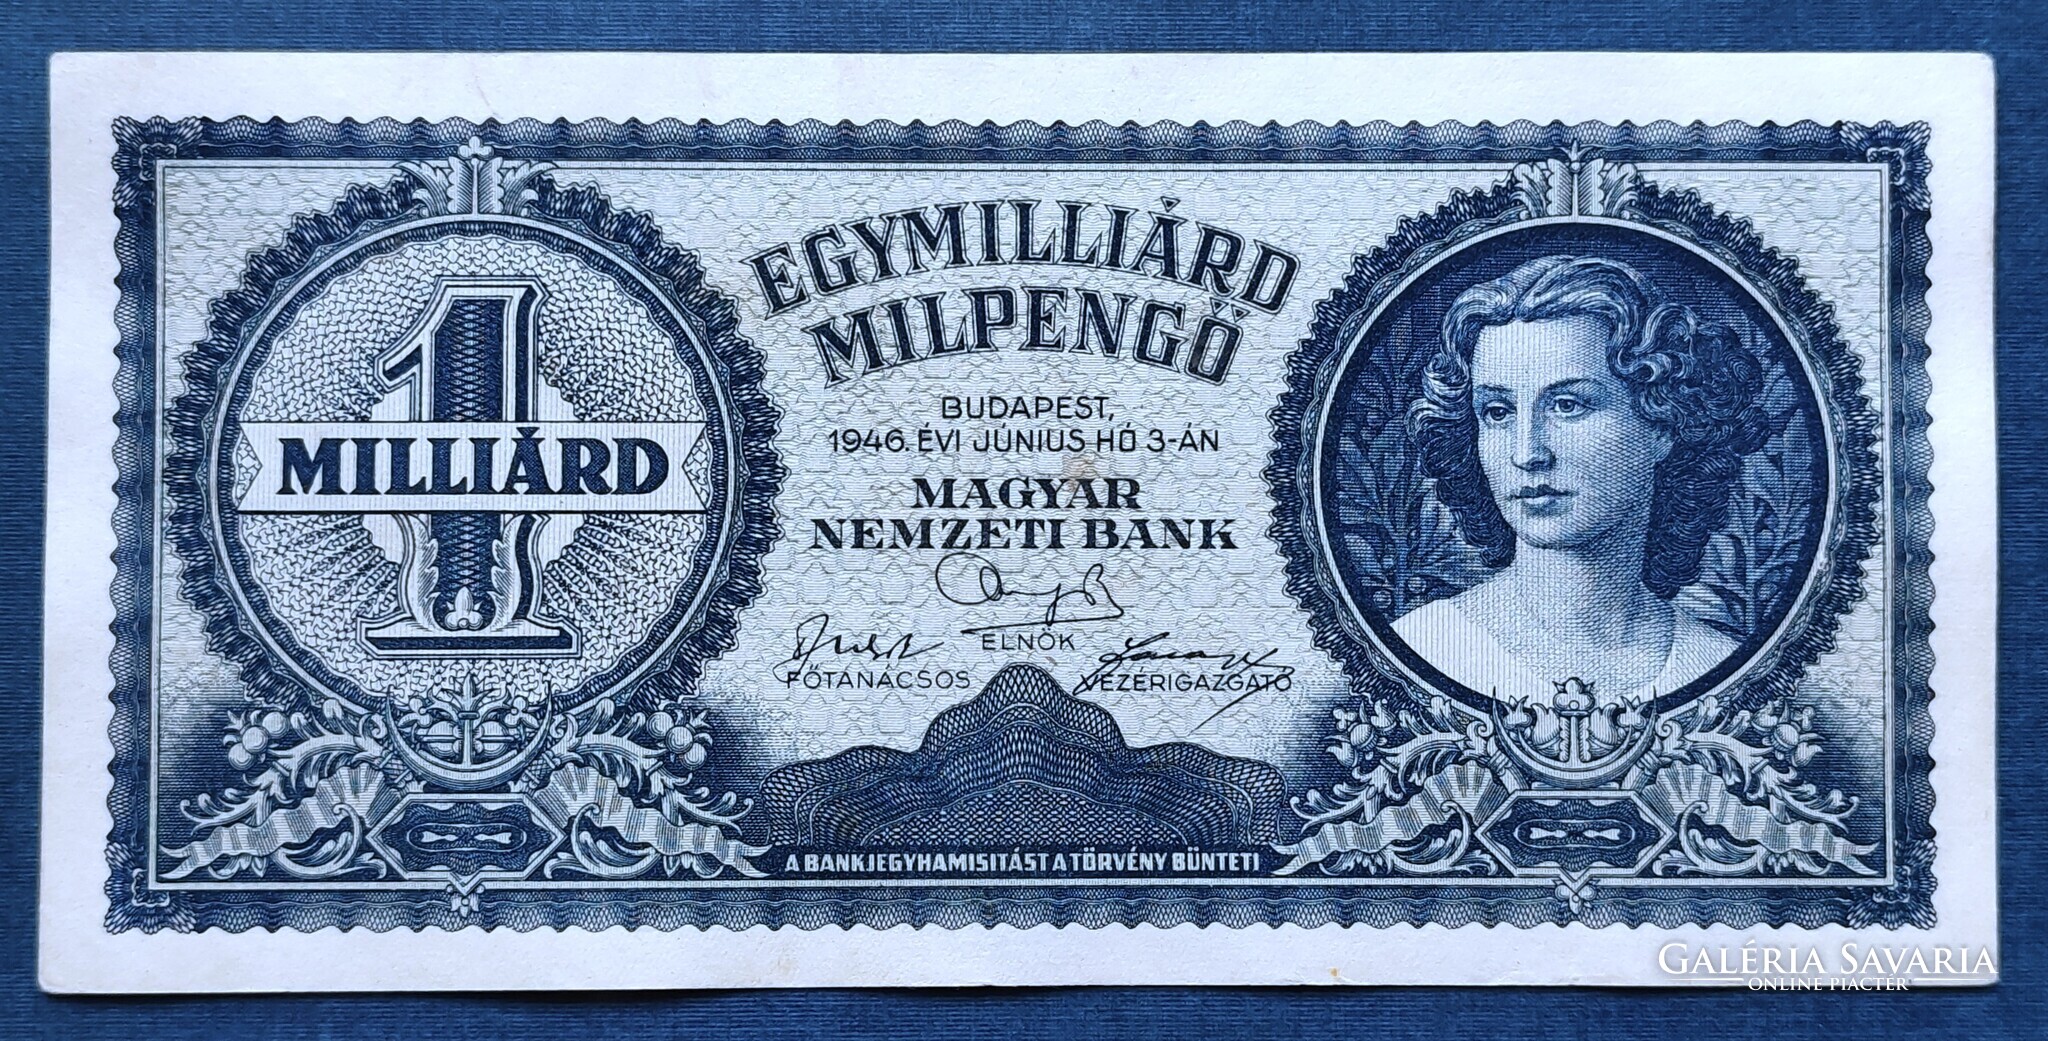 EGYMILLIÁRD
MILPENGŐ
1
MILLIÁRD
BUDAPEST,
1946. ÉVI JÚNIUS HÓ 3-ÁN
MAGYAR
NEMZETI BANK
ELNÖK
FŐTANÁCSOS
VEZÉRIGAZGATÓ
A BANKJEGYHAMISITÁST A TÖRVÉNY BÜNTETI
GALÉRIA SAVARIA
ONLINE PIACTÉR